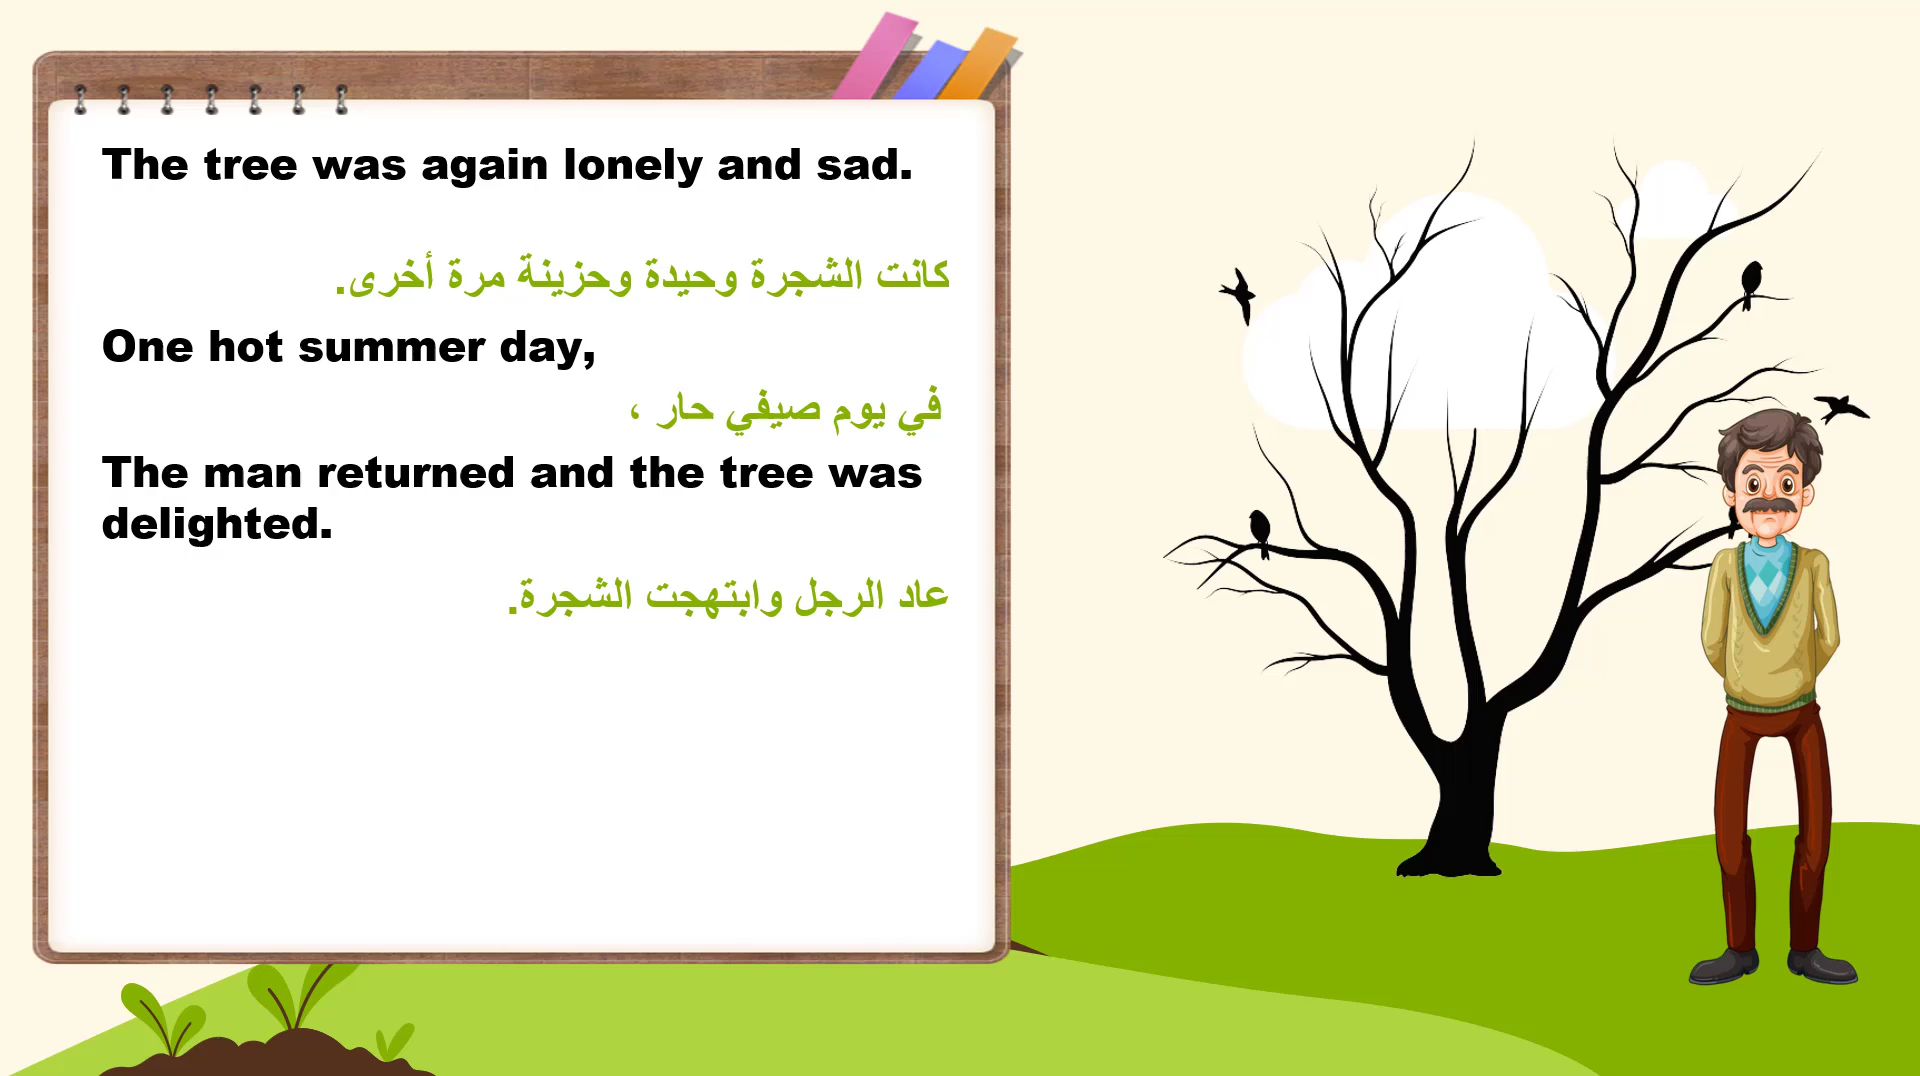 The tree was again lonely and sad.
كانت الشجرة وحيدة وحزينة مرة أخرى.
One hot summer day,
في يوم صيفي حار ،
The man returned and the tree was
delighted.
عاد الرجل وابتهجت الشجرة.